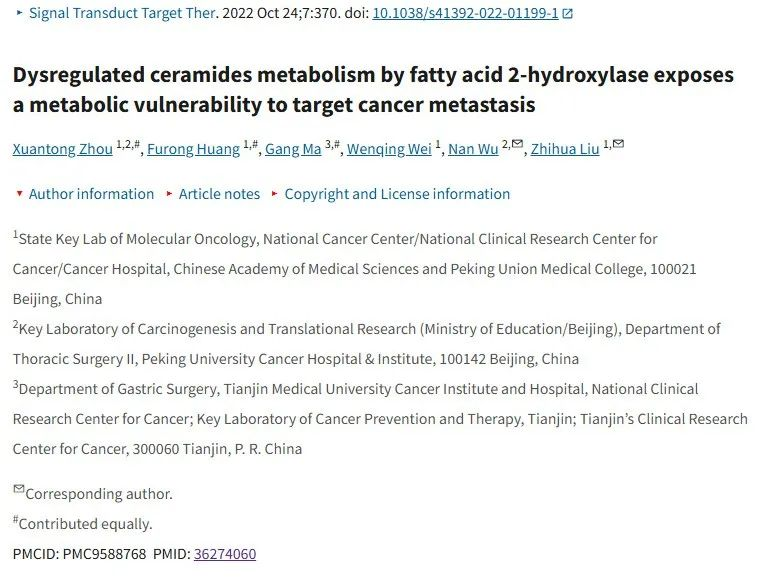 ▸ Signal Transduct Target Ther. 2022 Oct 24;7:370. doi: 10.1038/s41392-022-01199-1
Dysregulated ceramides metabolism by fatty acid 2-hydroxylase exposes
a metabolic vulnerability to target cancer metastasis
Xuantong Zhou 1,2,#, Furong Huang 1,#, Gang Ma 3,#, Wenqing Wei 1, Nan Wu 2,✉, Zhihua Liu 1,✉
▾ Author information ▸ Article notes ▸ Copyright and License information
1State Key Lab of Molecular Oncology, National Cancer Center/National Clinical Research Center for
Cancer/Cancer Hospital, Chinese Academy of Medical Sciences and Peking Union Medical College, 100021
Beijing, China
2Key Laboratory of Carcinogenesis and Translational Research (Ministry of Education/Beijing), Department of
Thoracic Surgery II, Peking University Cancer Hospital & Institute, 100142 Beijing, China
3Department of Gastric Surgery, Tianjin Medical University Cancer Institute and Hospital, National Clinical
Research Center for Cancer; Key Laboratory of Cancer Prevention and Therapy, Tianjin; Tianjin’s Clinical Research
Center for Cancer, 300060 Tianjin, P. R. China
✉Corresponding author.
#Contributed equally.
PMCID: PMC9588768 PMID: 36274060